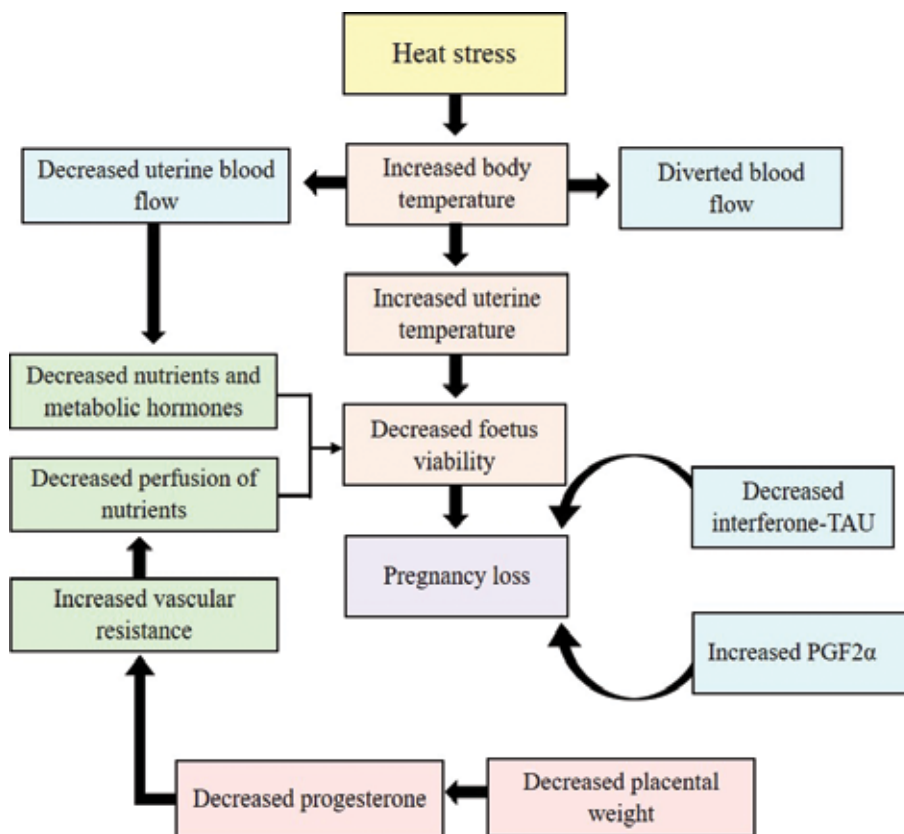 Heat stress
Decreased uterine blood
flow
Increased body
temperature
Diverted blood
flow
Increased uterine
temperature
Decreased nutrients and
metabolic hormones
Decreased foetus
viability
Decreased perfusion of
nutrients
Decreased
interferone-TAU
Pregnancy loss
Increased vascular
resistance
Increased PGF2α
Decreased progesterone
Decreased placental
weight